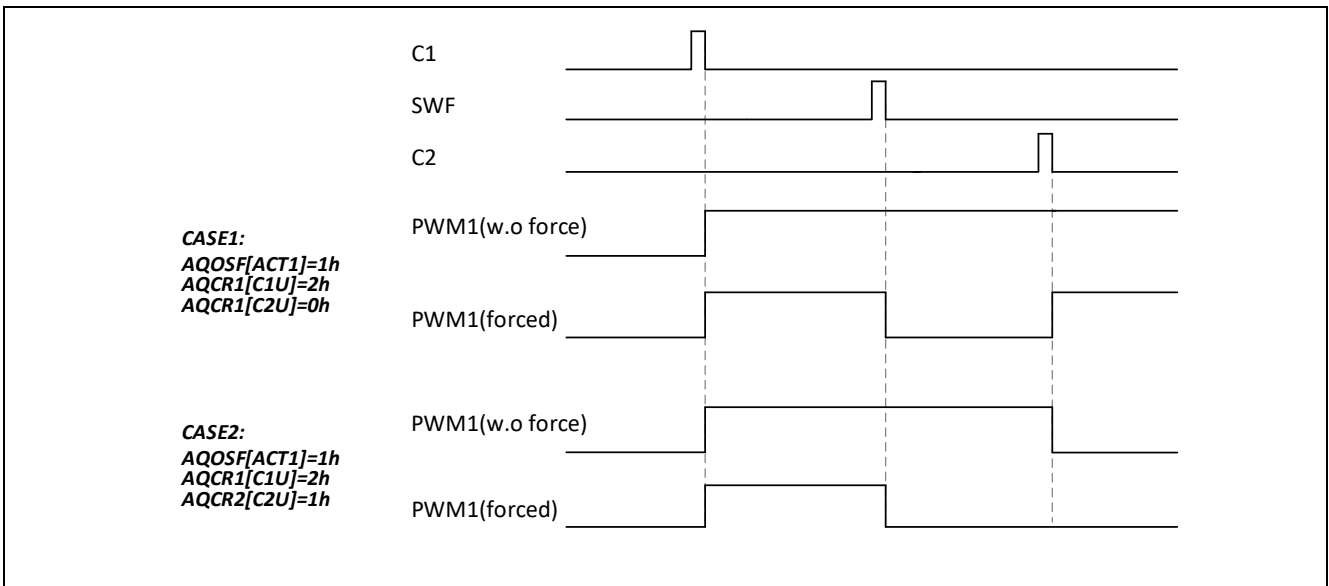 C1
SWF
C2
PWM1(w.o force)
CASE1:
AQOSF[ACT1]=1h
AQCR1[C1U]=2h
AQCR1[C2U]=0h
PWM1(forced)
PWM1(w.o force)
CASE2:
AQOSF[ACT1]=1h
AQCR1[C1U]=2h
AQCR2[C2U]=1h
PWM1(forced)